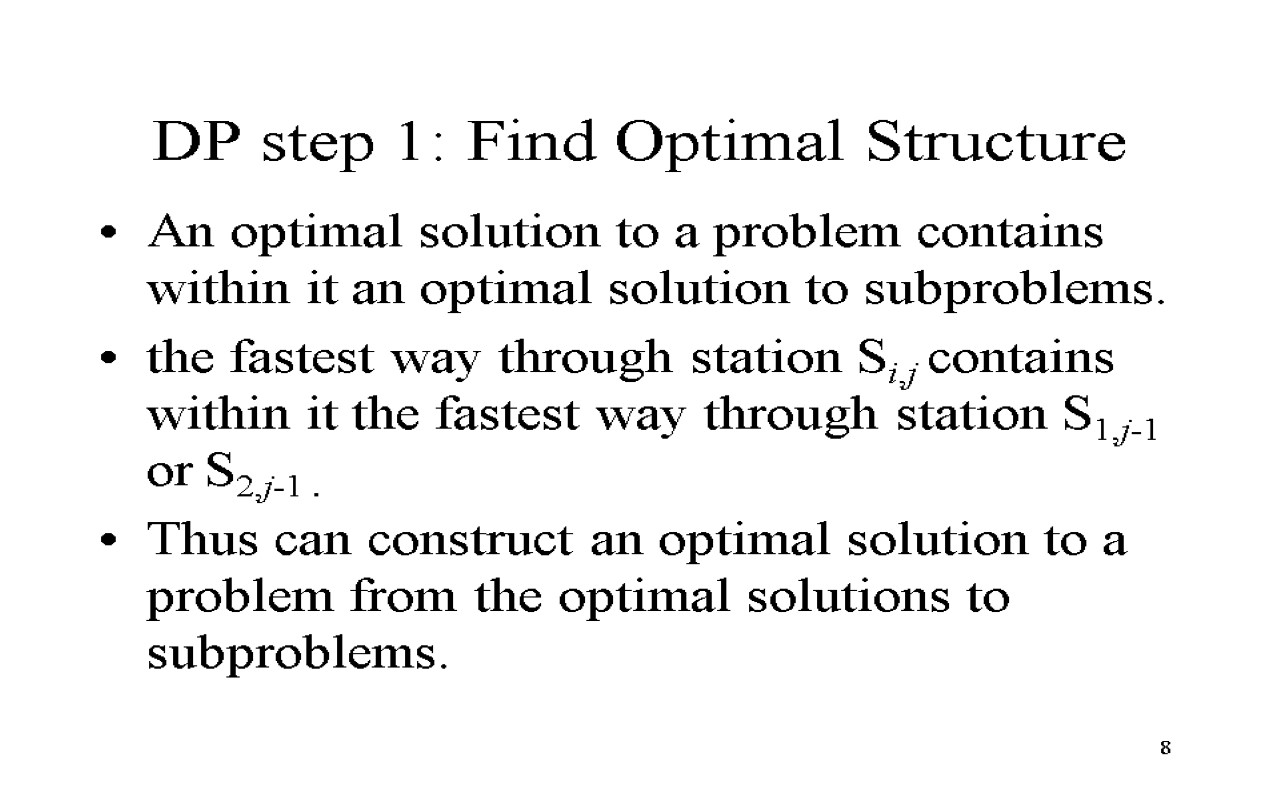 DP step 1: Find Optimal Structure
• An optimal solution to a problem contains
within it an optimal solution to subproblems.
• the fastest way through station S_{i,j} contains
within it the fastest way through station S_{1,j-1}
or S_{2,j-1} .
• Thus can construct an optimal solution to a
problem from the optimal solutions to
subproblems.
8